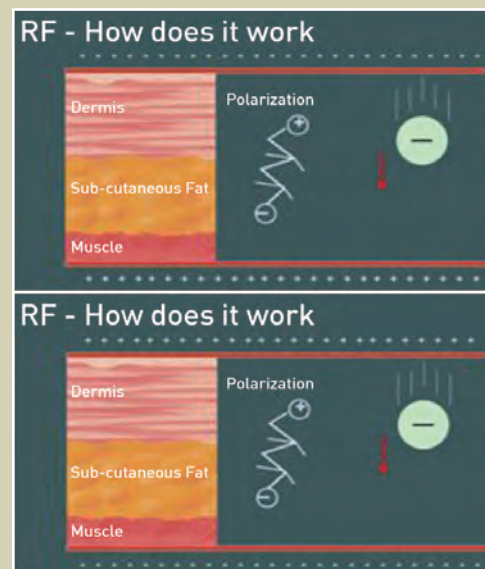 RF - How does it work
Dermis
Polarization
Sub-cutaneous Fat
Muscle
RF - How does it work
Dermis
Polarization
Sub-cutaneous Fat
Muscle